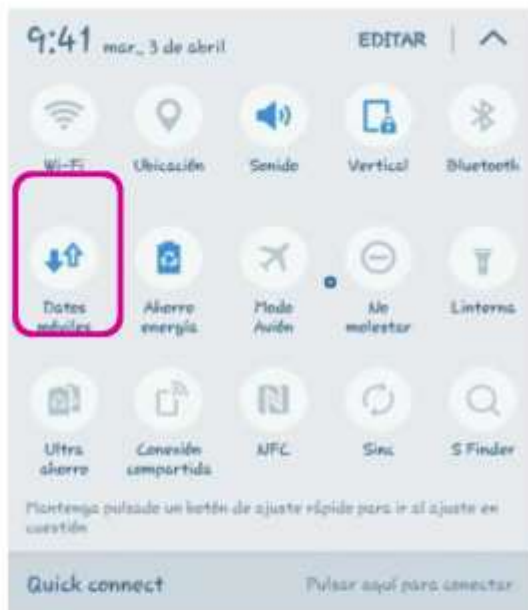 9:41 mar., 3 de abril EDITAR
Wi-Fi Ubicación Sonido Vertical Bluetooth
Datos móviles Ahorro energía Modo Avión No molestar Linterna
Ultra ahorro Conexión compartida NFC Sinc S Finder
Mantenga pulsado un botón de ajuste rápido para ir al ajuste en
cuestión
Quick connect Pulsar aquí para conectar